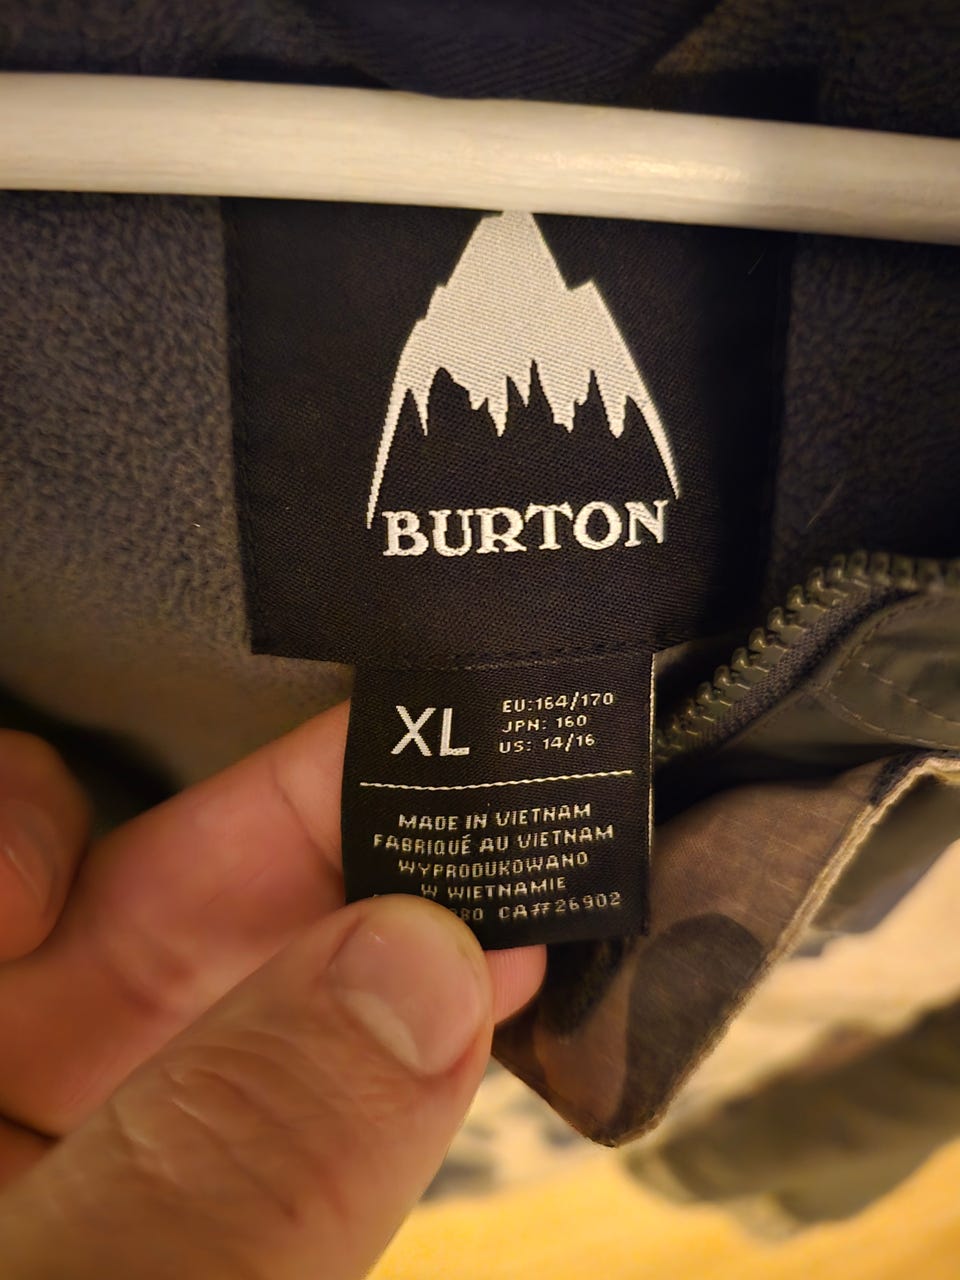 BURTON
XL
EU:164/170
JPN: 160
US: 14/16
MADE IN VIETNAM
FABRIQUÉ AU VIETNAM
WYPRODUKOWANO
W WIETNAMIE
CA#26902